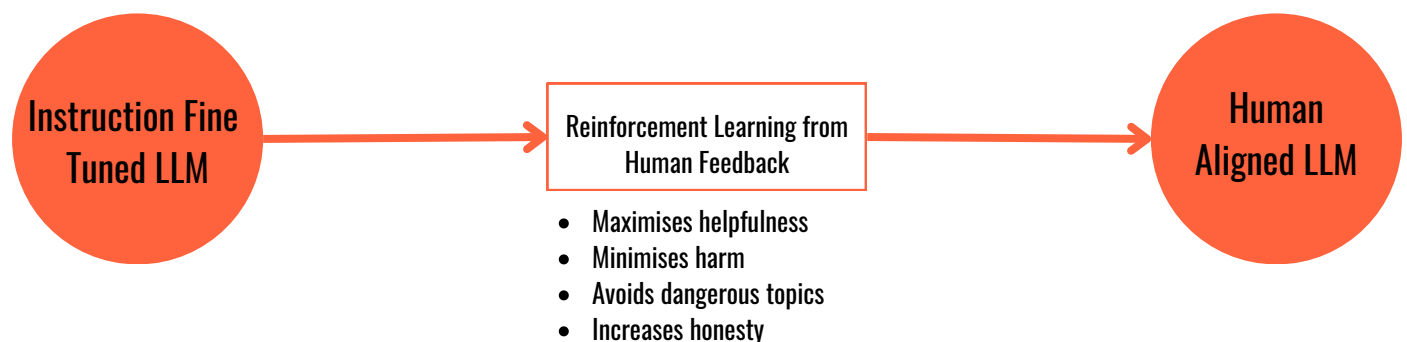 Instruction Fine
Tuned LLM
Reinforcement Learning from
Human Feedback
• Maximises helpfulness
• Minimises harm
• Avoids dangerous topics
• Increases honesty
Human
Aligned LLM